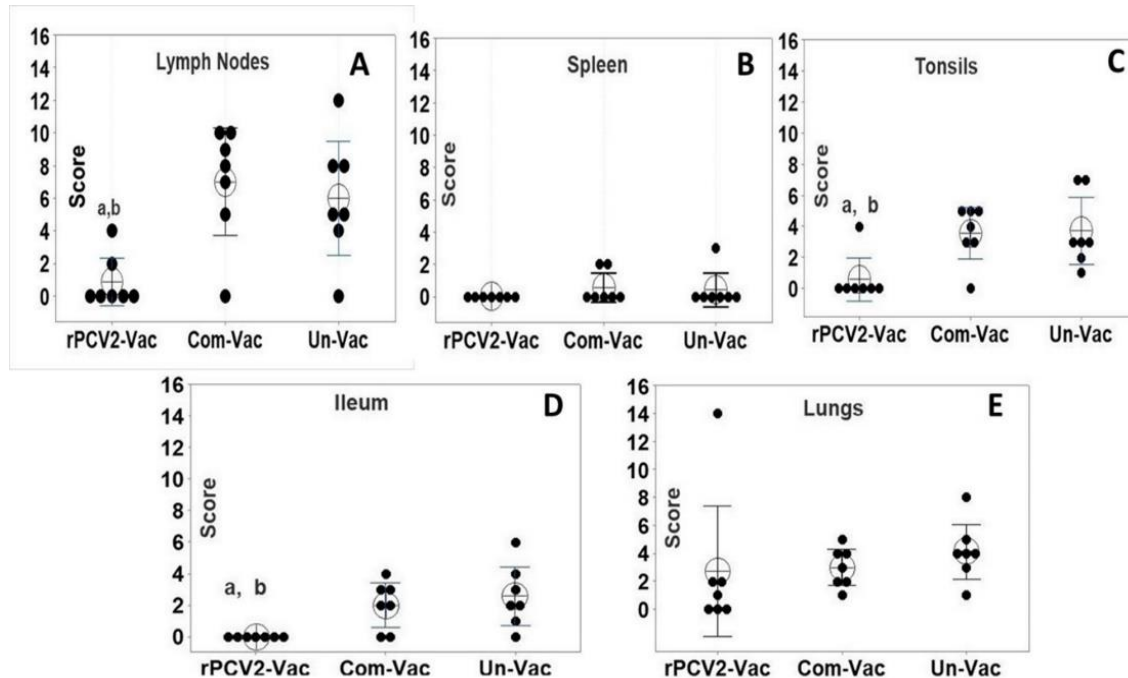 Lymph Nodes A
16
14
12
10
8
6
4
2
0
Score
a,b
rPCV2-Vac Com-Vac Un-Vac
Spleen B
16
14
12
10
8
6
4
2
0
Score
rPCV2-Vac Com-Vac Un-Vac
Tonsils C
16
14
12
10
8
6
4
2
0
Score
a, b
rPCV2-Vac Com-Vac Un-Vac
Ileum D
16
14
12
10
8
6
4
2
0
Score
a, b
rPCV2-Vac Com-Vac Un-Vac
Lungs E
16
14
12
10
8
6
4
2
0
Score
rPCV2-Vac Com-Vac Un-Vac